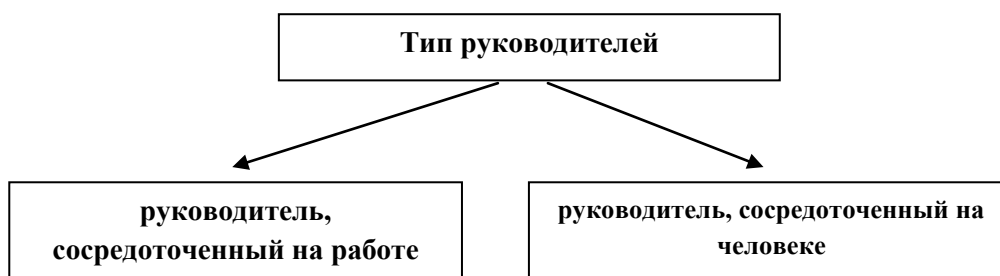 Тип руководителей
руководитель,
сосредоточенный на работе
руководитель, сосредоточенный на
человеке